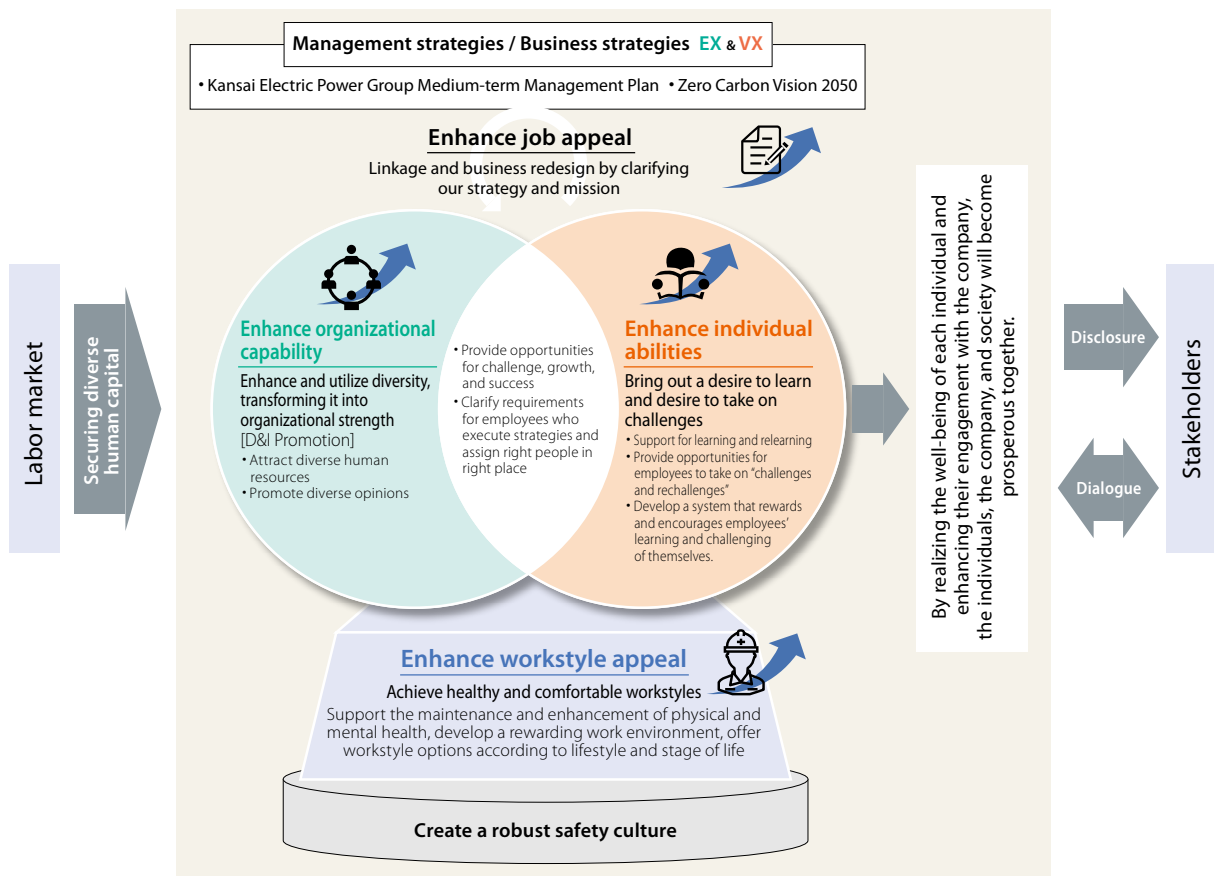 Management strategies / Business strategies EX & VX
• Kansai Electric Power Group Medium-term Management Plan • Zero Carbon Vision 2050
Enhance job appeal
Linkage and business redesign by clarifying
our strategy and mission
Labor market
Securing diverse
human capital
Enhance organizational
capability
Enhance and utilize diversity,
transforming it into
organizational strength
[D&I Promotion]
• Attract diverse human
resources
• Promote diverse opinions
• Provide opportunities
for challenge, growth,
and success
• Clarify requirements
for employees who
execute strategies and
assign right people in
right place
Enhance individual
abilities
Bring out a desire to learn
and desire to take on
challenges
• Support for learning and relearning
• Provide opportunities for
employees to take on “challenges
and rechallenges”
• Develop a system that rewards
and encourages employees’
learning and challenging
of themselves.
Enhance workstyle appeal
Achieve healthy and comfortable workstyles
Support the maintenance and enhancement of physical and
mental health, develop a rewarding work environment, offer
workstyle options according to lifestyle and stage of life
Create a robust safety culture
By realizing the well-being of each individual and
enhancing their engagement with the company,
the individuals, the company, and society will become
prosperous together.
Disclosure
Dialogue
Stakeholders